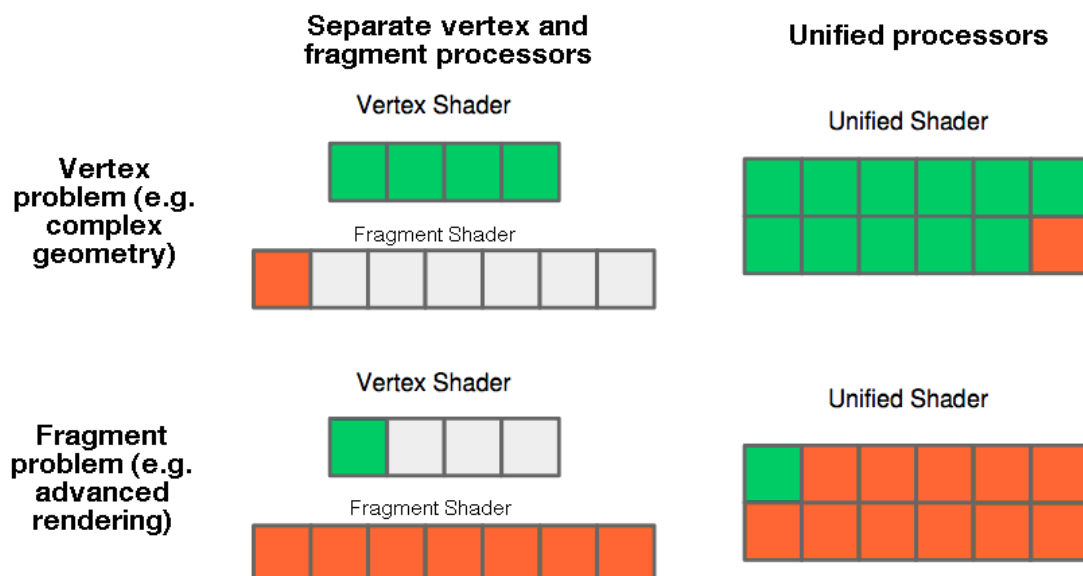 Separate vertex and
fragment processors
Unified processors
Vertex Shader
Unified Shader
Vertex
problem (e.g.
complex
geometry)
Fragment Shader
Vertex Shader
Unified Shader
Fragment
problem (e.g.
advanced
rendering)
Fragment Shader